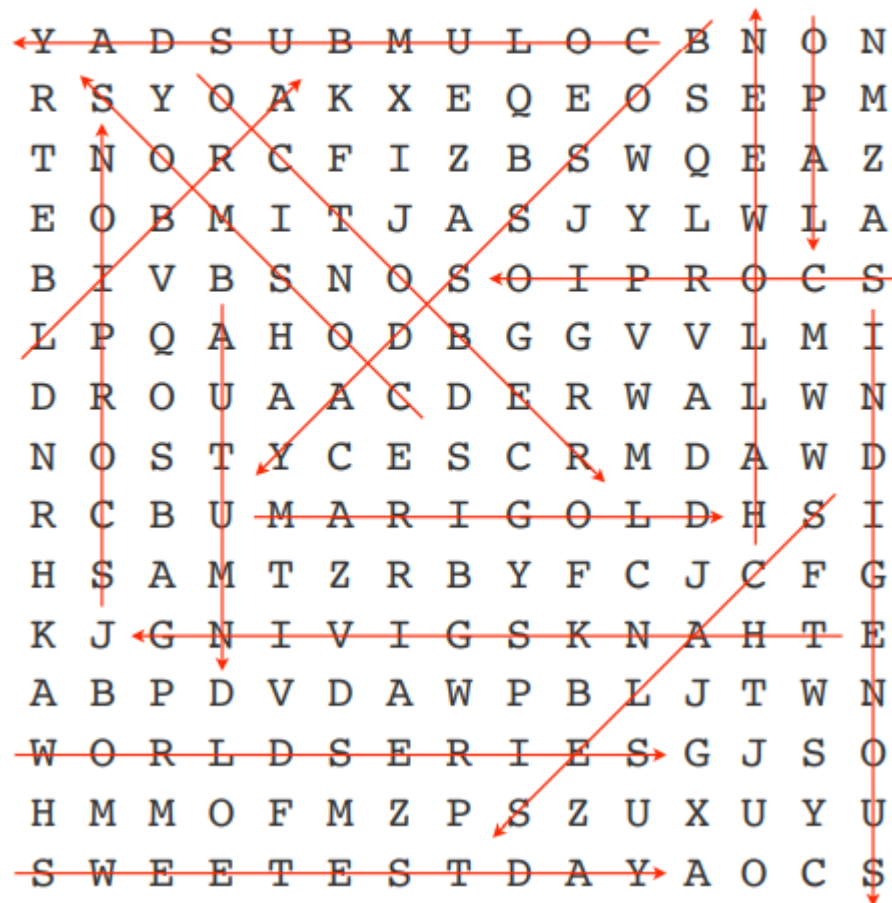 Y A D S U B M U L O C B N O N
R S Y O A K X E Q E O S E P M
T N O R C F I Z B S W Q E A Z
E O B M I T J A S J Y L W L A
B I V B S N O S O I P R O C S
L P Q A H O D B G G V V L M I
D R O U A A C D E R W A L W N
N O S T Y C E S C R M D A W D
R C B U M A R I G O L D H S I
H S A M T Z R B Y F C J C F G
K J G N I V I G S K N A H T E
A B P D V D A W P B L J T W N
W O R L D S E R I E S G J S O
H M M O F M Z P S Z U X U Y U
S W E E T E S T D A Y A O C S